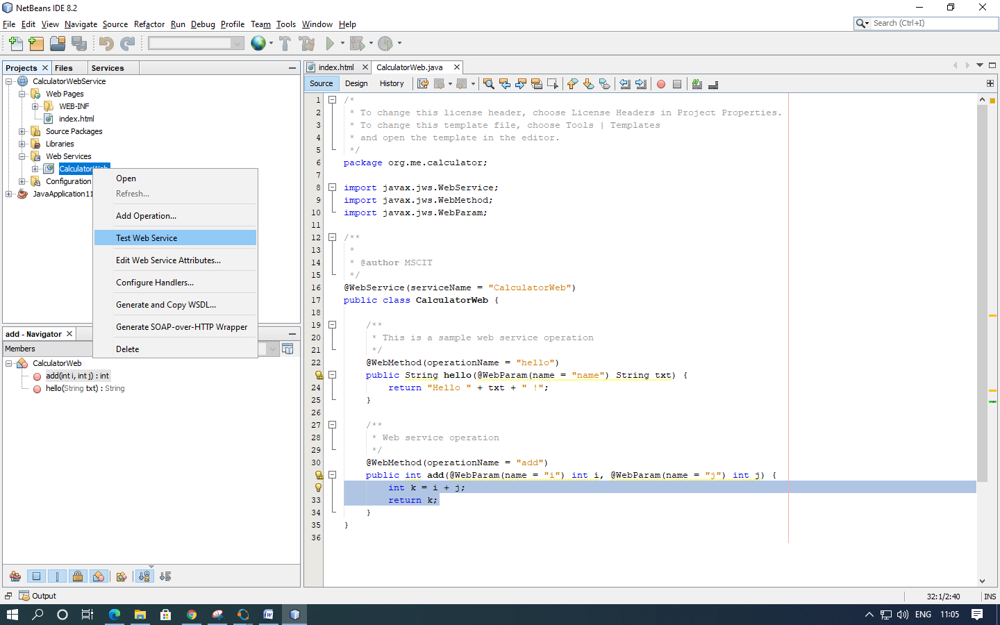 NetBeans IDE 8.2
File Edit View Navigate Source Refactor Run Debug Profile Team Tools Window Help
Search (Ctrl+I)
Projects Files Services
CalculatorWebService
Web Pages
WEB-INF
index.html
Source Packages
Libraries
Web Services
CalculatorWeb
Configuration
JavaApplication11
Open
Refresh...
Add Operation...
Test Web Service
Edit Web Service Attributes...
Configure Handlers...
Generate and Copy WSDL...
Generate SOAP-over-HTTP Wrapper
Delete
add - Navigator
Members
CalculatorWeb
add(int i, int j) : int
hello(String txt) : String
index.html CalculatorWeb.java
Source Design History
1 /*
2 * To change this license header, choose License Headers in Project Properties.
3 * To change this template file, choose Tools | Templates
4 * and open the template in the editor.
5 */
6 package org.me.calculator;
7
8 import javax.jws.WebService;
9 import javax.jws.WebMethod;
10 import javax.jws.WebParam;
11
12 /**
13 *
14 * @author MSCIT
15 */
16 @WebService(serviceName = "CalculatorWeb")
17 public class CalculatorWeb {
18
19 /**
20 * This is a sample web service operation
21 */
22 @WebMethod(operationName = "hello")
public String hello(@WebParam(name = "name") String txt) {
24 return "Hello " + txt + " !";
25 }
26
27 /**
28 * Web service operation
29 */
30 @WebMethod(operationName = "add")
public int add(@WebParam(name = "i") int i, @WebParam(name = "j") int j) {
int k = i + j;
33 return k;
34 }
35 }
36
Output
32:1/2:40 INS
ENG 11:05